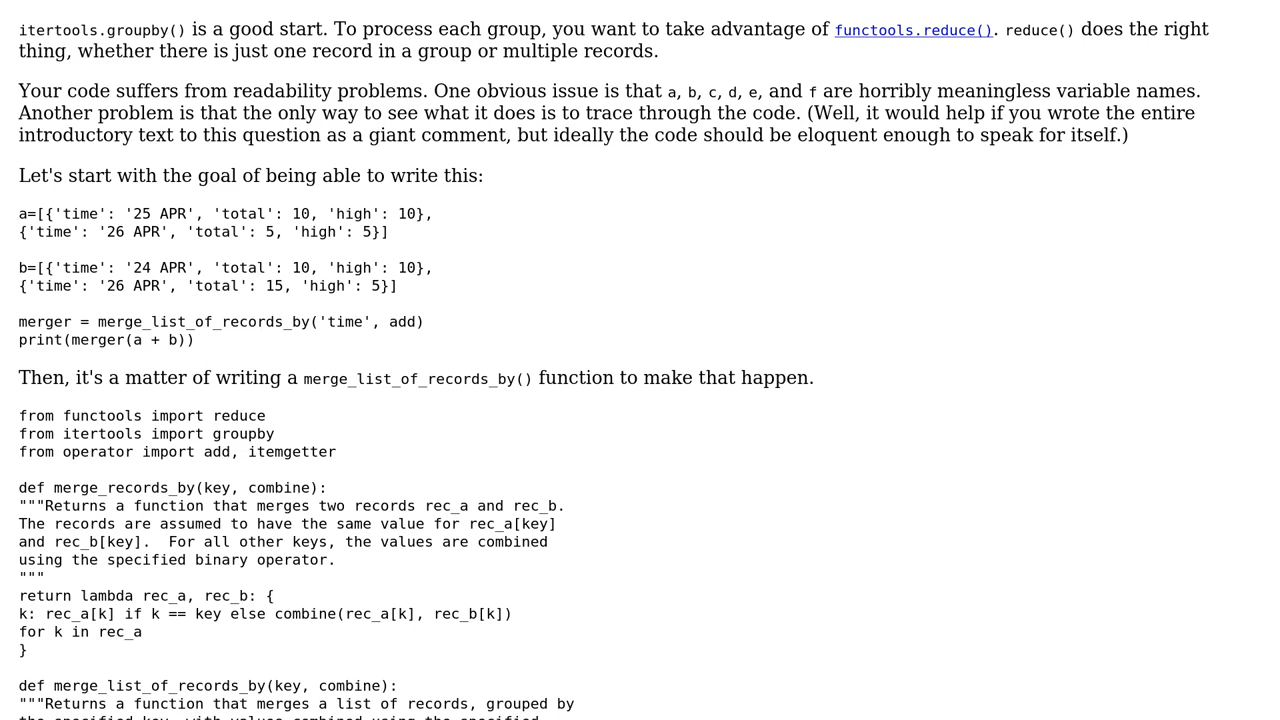 itertools.groupby() is a good start. To process each group, you want to take advantage of functools.reduce(). reduce() does the right
thing, whether there is just one record in a group or multiple records.
Your code suffers from readability problems. One obvious issue is that a, b, c, d, e, and f are horribly meaningless variable names.
Another problem is that the only way to see what it does is to trace through the code. (Well, it would help if you wrote the entire
introductory text to this question as a giant comment, but ideally the code should be eloquent enough to speak for itself.)
Let's start with the goal of being able to write this:
a=[{'time': '25 APR', 'total': 10, 'high': 10},
{'time': '26 APR', 'total': 5, 'high': 5}]
b=[{'time': '24 APR', 'total': 10, 'high': 10},
{'time': '26 APR', 'total': 15, 'high': 5}]
merger = merge_list_of_records_by('time', add)
print(merger(a + b))
Then, it's a matter of writing a merge_list_of_records_by() function to make that happen.
from functools import reduce
from itertools import groupby
from operator import add, itemgetter
def merge_records_by(key, combine):
"""Returns a function that merges two records rec_a and rec_b.
The records are assumed to have the same value for rec_a[key]
and rec_b[key].  For all other keys, the values are combined
using the specified binary operator.
"""
return lambda rec_a, rec_b: {
k: rec_a[k] if k == key else combine(rec_a[k], rec_b[k])
for k in rec_a
}
def merge_list_of_records_by(key, combine):
"""Returns a function that merges a list of records, grouped by
the specified key, with values combined using the specified